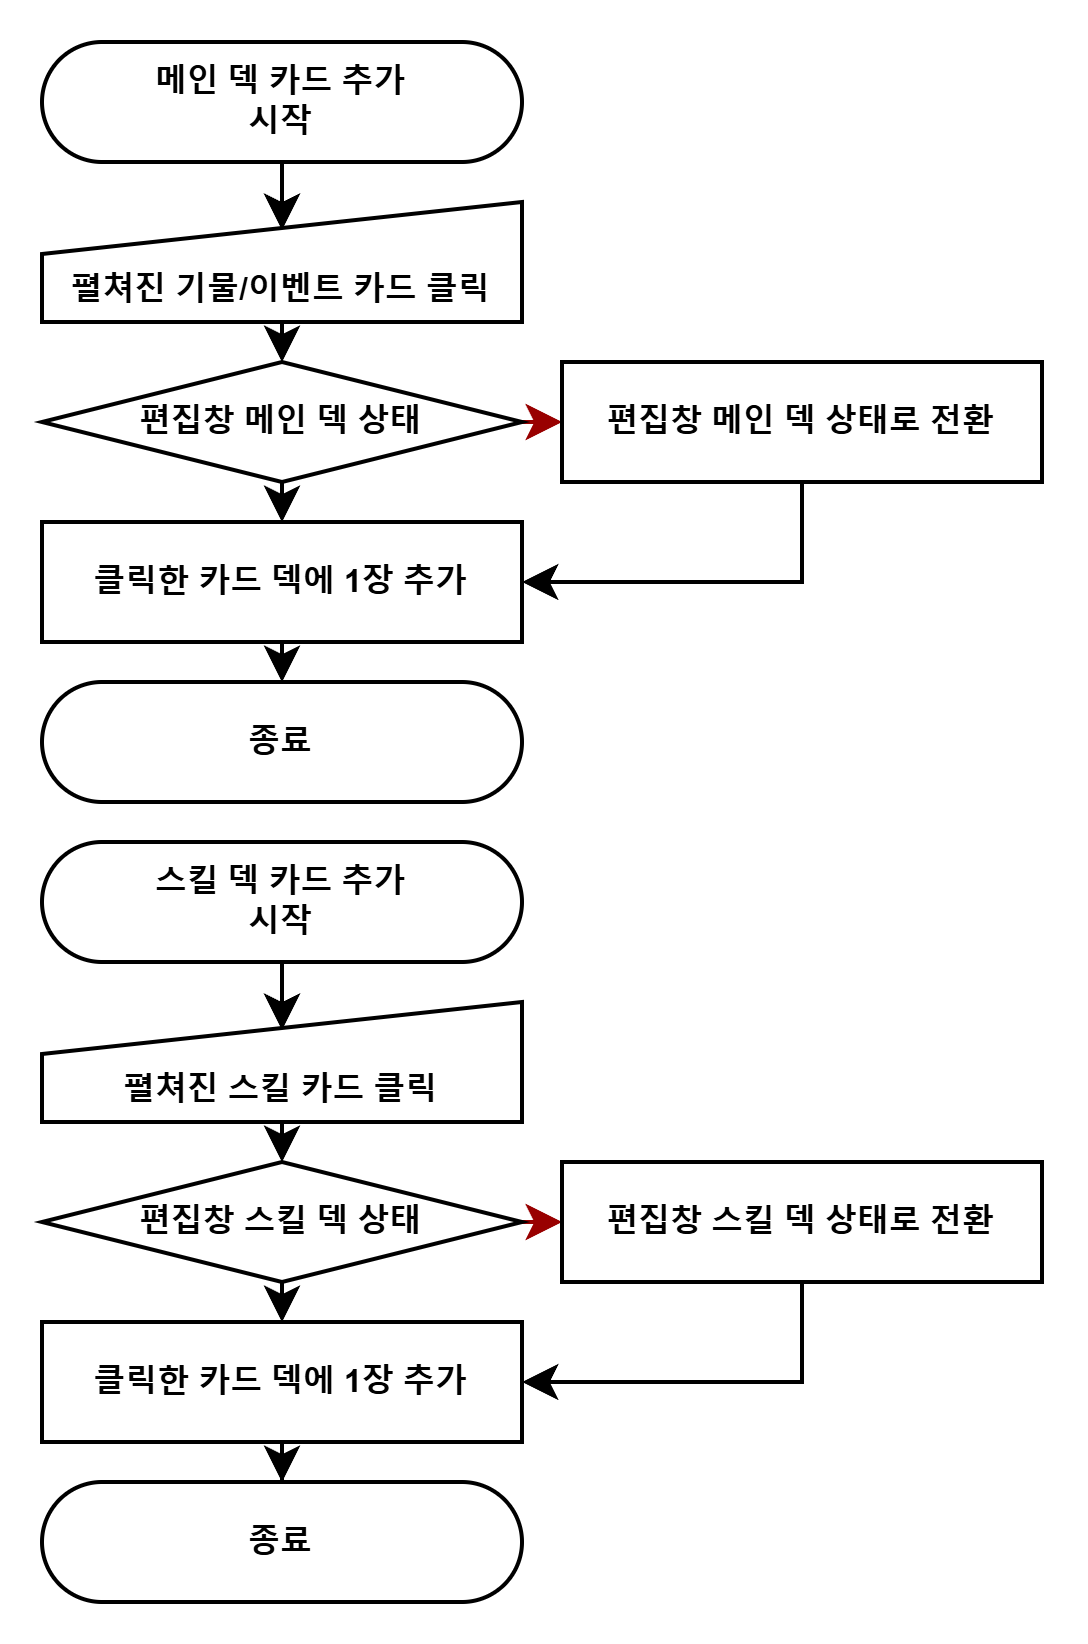 메인 덱 카드 추가
시작
펼쳐진 기물/이벤트 카드 클릭
편집창 메인 덱 상태
편집창 메인 덱 상태로 전환
클릭한 카드 덱에 1장 추가
종료
스킬 덱 카드 추가
시작
펼쳐진 스킬 카드 클릭
편집창 스킬 덱 상태
편집창 스킬 덱 상태로 전환
클릭한 카드 덱에 1장 추가
종료